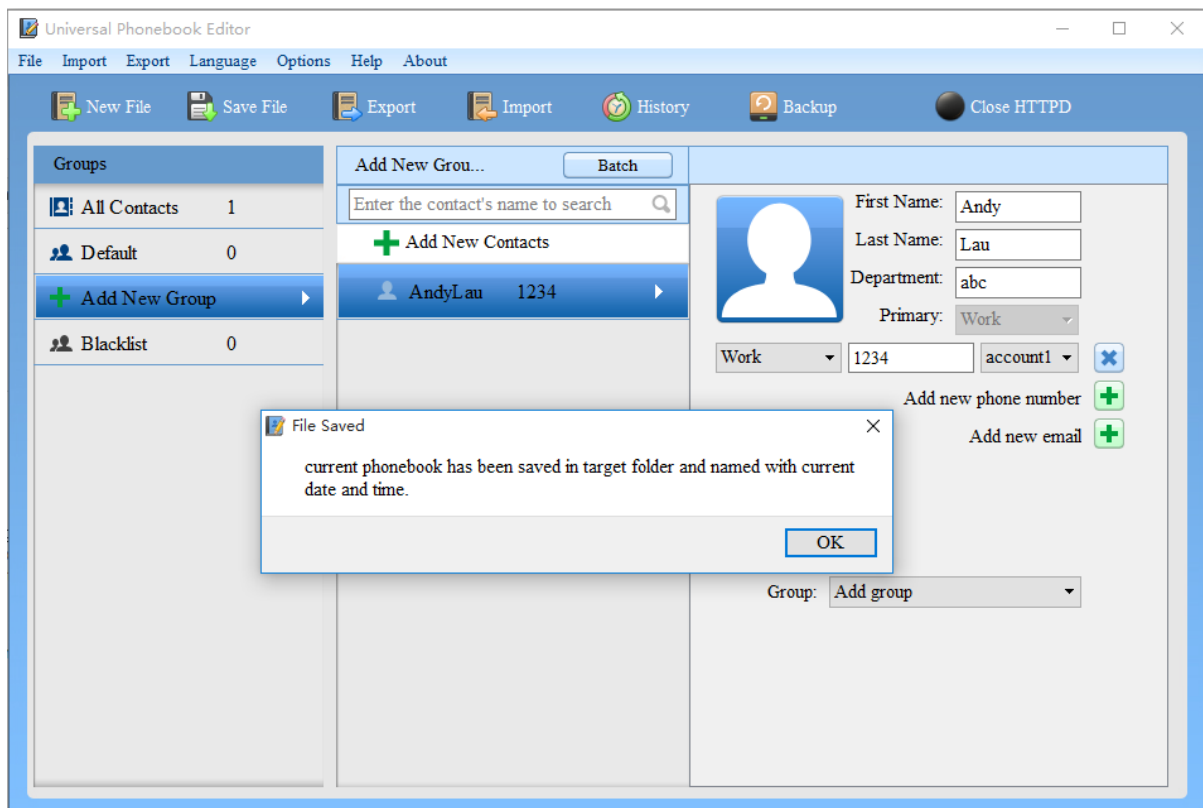 Universal Phonebook Editor
File Import Export Language Options Help About
New File Save File Export Import History Backup Close HTTPD
Groups
All Contacts 1
Default 0
Add New Group
Blacklist 0
Add New Grou... Batch
Enter the contact's name to search
Add New Contacts
AndyLau 1234
First Name: Andy
Last Name: Lau
Department: abc
Primary: Work
Work 1234 account1
Add new phone number
Add new email
Group: Add group
File Saved
current phonebook has been saved in target folder and named with current
date and time.
OK